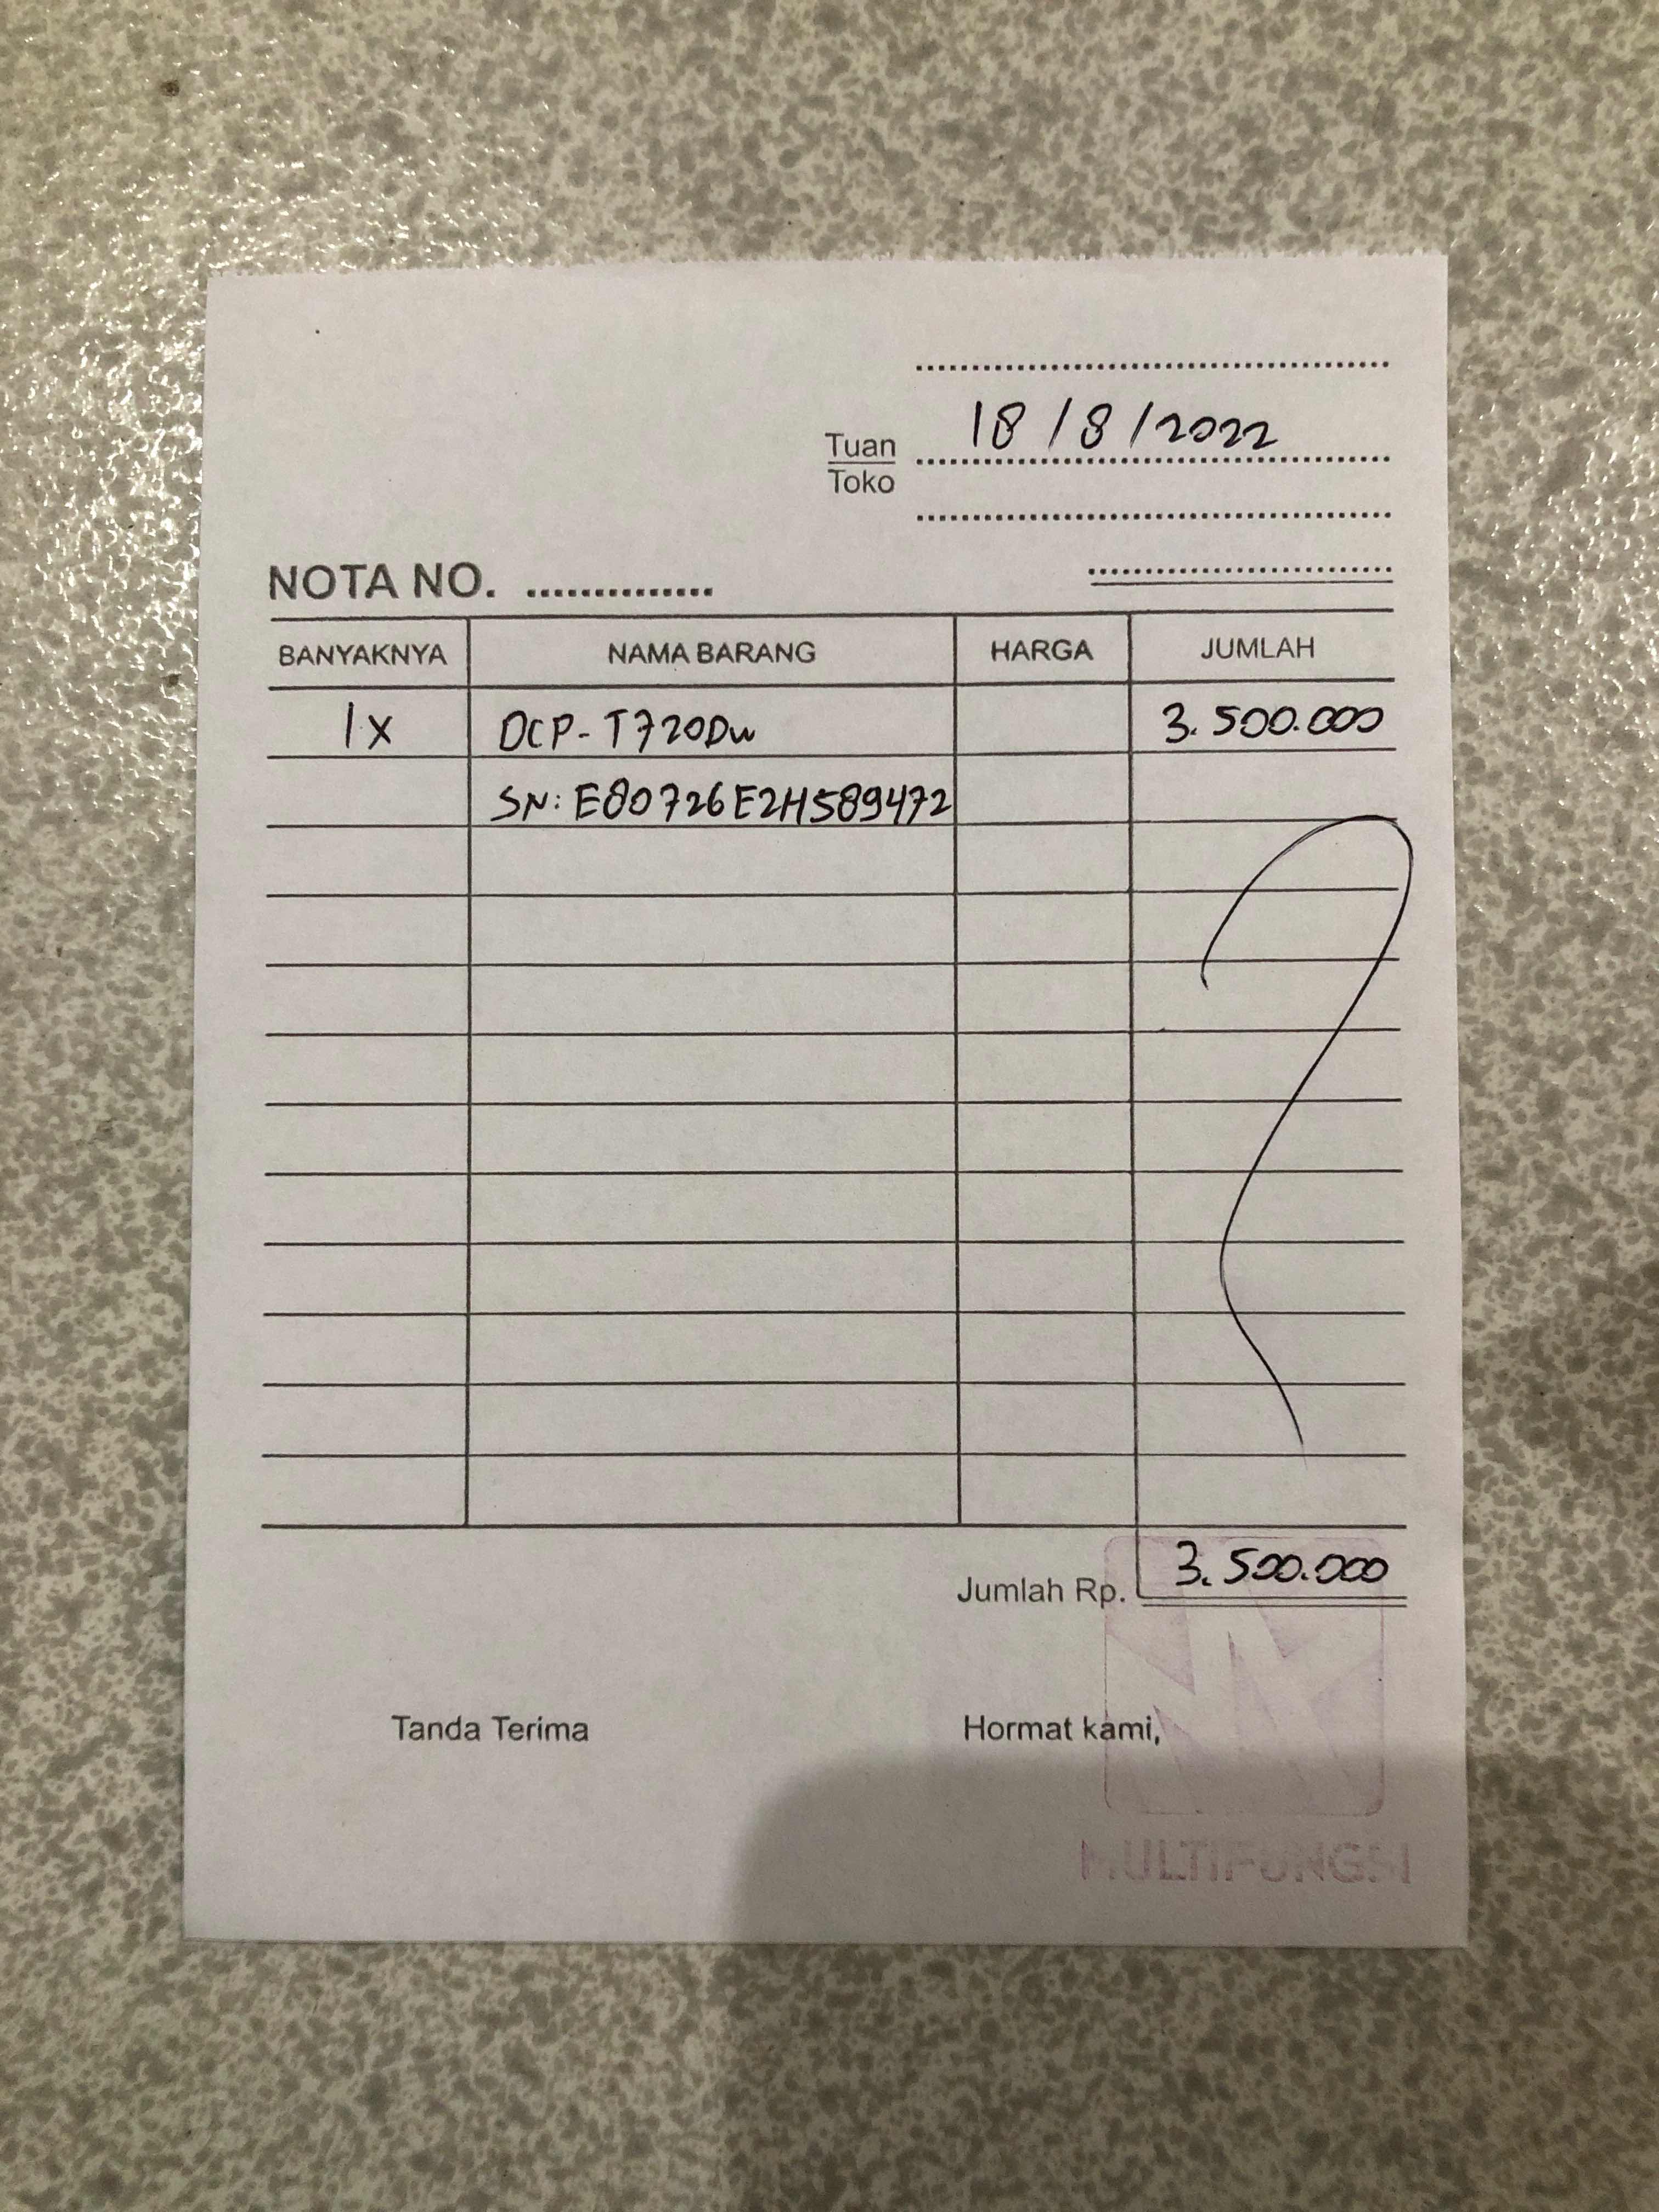 18/8/2022
Tuan
Toko
NOTA NO. ..............
BANYAKNYA NAMA BARANG HARGA JUMLAH
1x DCP-T720DW 3.500.000
SN: E80726E2H589472
Jumlah Rp. 3.500.000
Tanda Terima Hormat kami,
MULTIFUNGSI